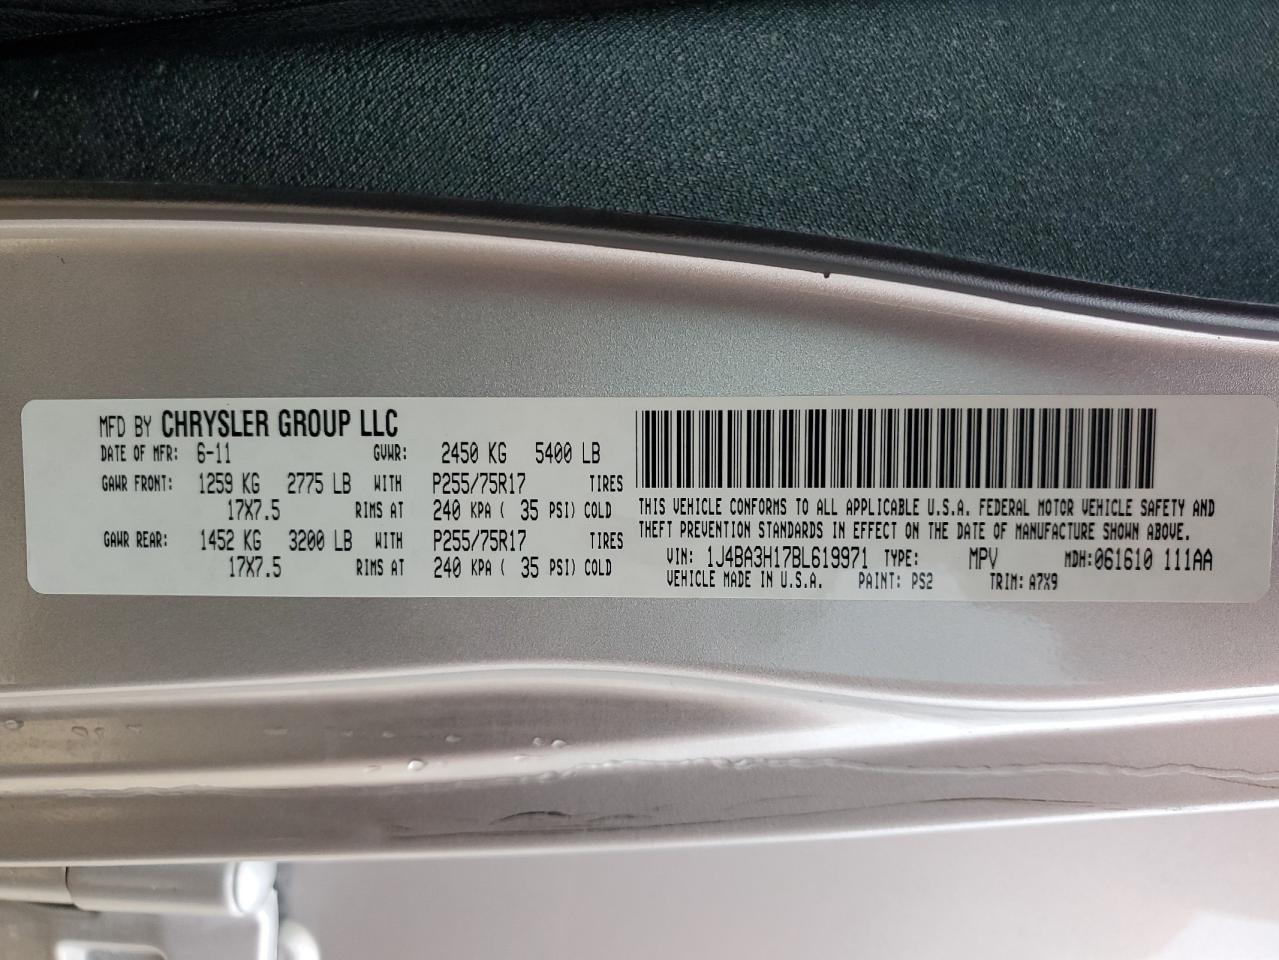 MFD BY CHRYSLER GROUP LLC
DATE OF MFR: 6-11 GVWR: 2450 KG 5400 LB
GAWR FRONT: 1259 KG 2775 LB WITH P255/75R17 TIRES
17X7.5 RIMS AT 240 KPA ( 35 PSI) COLD
GAWR REAR: 1452 KG 3200 LB WITH P255/75R17 TIRES
17X7.5 RIMS AT 240 KPA ( 35 PSI) COLD
THIS VEHICLE CONFORMS TO ALL APPLICABLE U.S.A. FEDERAL MOTOR VEHICLE SAFETY AND
THEFT PREVENTION STANDARDS IN EFFECT ON THE DATE OF MANUFACTURE SHOWN ABOVE.
VIN: 1J4BA3H17BL619971 TYPE: MPV MDH:061610 111AA
VEHICLE MADE IN U.S.A. PAINT: PS2 TRIM: A7X9